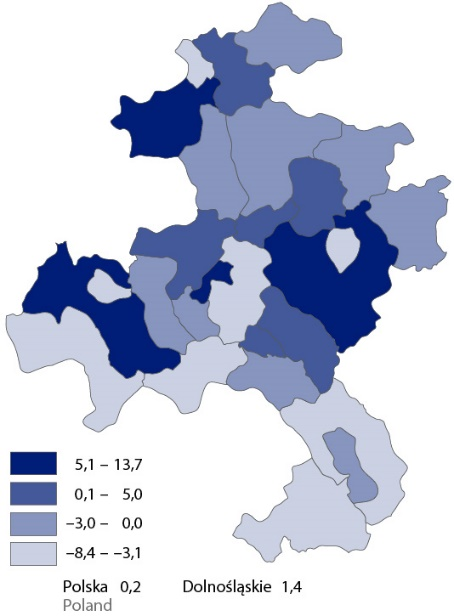 5,1 – 13,7
0,1 – 5,0
–3,0 – 0,0
–8,4 – –3,1
Polska 0,2 Dolnośląskie 1,4
Poland